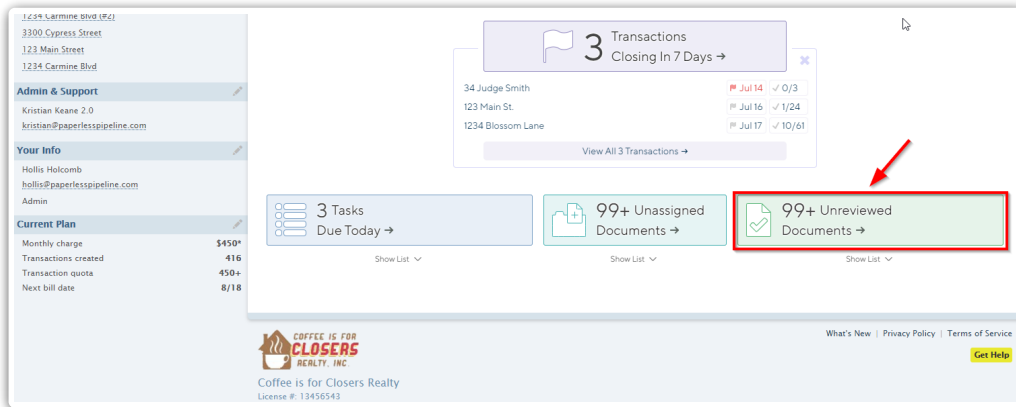 1234 Carmine Blvd (#2)
3300 Cypress Street
123 Main Street
1234 Carmine Blvd
Admin & Support
Kristian Keane 2.0
kristian@paperlesspipeline.com
Your Info
Hollis Holcomb
hollis@paperlesspipeline.com
Admin
Current Plan
Monthly charge $450*
Transactions created 416
Transaction quota 450+
Next bill date 8/18
3 Transactions
Closing In 7 Days →
34 Judge Smith Jul 14 ✓ 0/3
123 Main St. Jul 16 ✓ 1/24
1234 Blossom Lane Jul 17 ✓ 10/61
View All 3 Transactions →
3 Tasks
Due Today →
Show List
99+ Unassigned
Documents →
Show List
99+ Unreviewed
Documents →
Show List
COFFEE IS FOR
CLOSERS
REALTY, INC.
Coffee is for Closers Realty
License #: 13456543
What's New | Privacy Policy | Terms of Service
Get Help